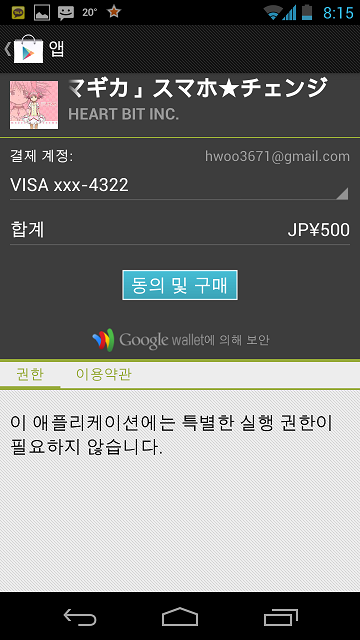 20° 8:15
앱
マギカ」スマホ★チェンジ
HEART BIT INC.
결제 계정: hwoo3671@gmail.com
VISA xxx-4322
합계 JP¥500
동의 및 구매
Google wallet에 의해 보안
권한 이용약관
이 애플리케이션에는 특별한 실행 권한이
필요하지 않습니다.